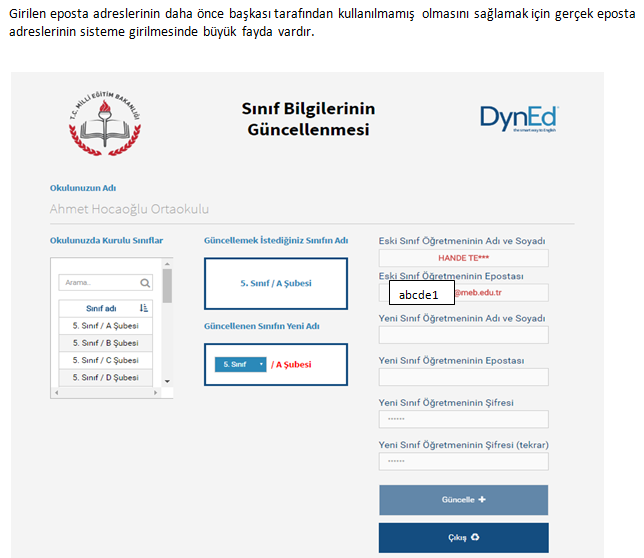 Girilen eposta adreslerinin daha önce başkası tarafından kullanılmamış olmasını sağlamak için gerçek eposta
adreslerinin sisteme girilmesinde büyük fayda vardır.
T.C. MİLLÎ EĞİTİM BAKANLIĞI
Sınıf Bilgilerinin
Güncellenmesi
DynEd
the smart way to English
Okulunuzun Adı
Ahmet Hocaoğlu Ortaokulu
Okulunuzda Kurulu Sınıflar
Arama..
Sınıf adı
5. Sınıf / A Şubesi
5. Sınıf / B Şubesi
5. Sınıf / C Şubesi
5. Sınıf / D Şubesi
Güncellemek İstediğiniz Sınıfın Adı
5. Sınıf / A Şubesi
Güncellenen Sınıfın Yeni Adı
5. Sınıf / A Şubesi
Eski Sınıf Öğretmeninin Adı ve Soyadı
HANDE TE***
Eski Sınıf Öğretmeninin Epostası
abcde1 @meb.edu.tr
Yeni Sınıf Öğretmeninin Adı ve Soyadı
Yeni Sınıf Öğretmeninin Epostası
Yeni Sınıf Öğretmeninin Şifresi
••••••
Yeni Sınıf Öğretmeninin Şifresi (tekrar)
••••••
Güncelle
Çıkış